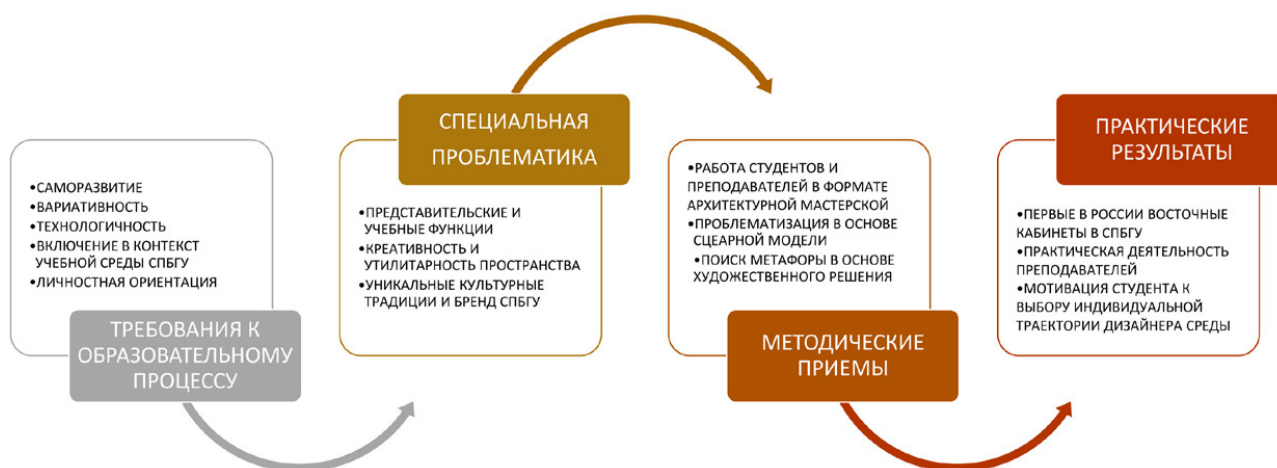 •САМОРАЗВИТИЕ
•ВАРИАТИВНОСТЬ
•ТЕХНОЛОГИЧНОСТЬ
•ВКЛЮЧЕНИЕ В КОНТЕКСТ
УЧЕБНОЙ СРЕДЫ СПБГУ
•ЛИЧНОСТНАЯ ОРИЕНТАЦИЯ
ТРЕБОВАНИЯ К
ОБРАЗОВАТЕЛЬНОМУ
ПРОЦЕССУ
СПЕЦИАЛЬНАЯ
ПРОБЛЕМАТИКА
•ПРЕДСТАВИТЕЛЬСКИЕ И
УЧЕБНЫЕ ФУНКЦИИ
•КРЕАТИВНОСТЬ И
УТИЛИТАРНОСТЬ ПРОСТРАНСТВА
•УНИКАЛЬНЫЕ КУЛЬТУРНЫЕ
ТРАДИЦИИ И БРЕНД СПБГУ
•РАБОТА СТУДЕНТОВ И
ПРЕПОДАВАТЕЛЕЙ В ФОРМАТЕ
АРХИТЕКТУРНОЙ МАСТЕРСКОЙ
•ПРОБЛЕМАТИЗАЦИЯ В ОСНОВЕ
СЦЕАРНОЙ МОДЕЛИ
•ПОИСК МЕТАФОРЫ В ОСНОВЕ
ХУДОЖЕСТВЕННОГО РЕШЕНИЯ
МЕТОДИЧЕСКИЕ
ПРИЕМЫ
ПРАКТИЧЕСКИЕ
РЕЗУЛЬТАТЫ
•ПЕРВЫЕ В РОССИИ ВОСТОЧНЫЕ
КАБИНЕТЫ В СПБГУ
•ПРАКТИЧЕСКАЯ ДЕЯТЕЛЬНОСТЬ
ПРЕПОДАВАТЕЛЕЙ
•МОТИВАЦИЯ СТУДЕНТА К
ВЫБОРУ ИНДИВИДУАЛЬНОЙ
ТРАЕКТОРИИ ДИЗАЙНЕРА СРЕДЫ